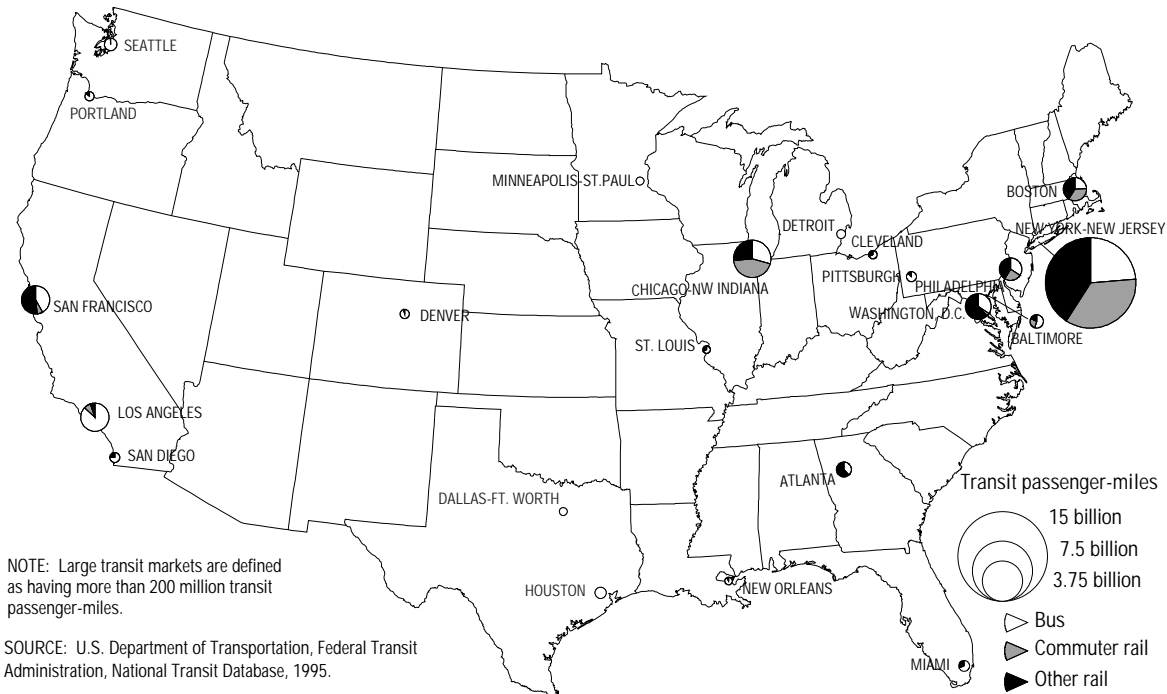 SEATTLE
PORTLAND
MINNEAPOLIS-ST.PAUL
BOSTON
DETROIT
NEW YORK-NEW JERSEY
CLEVELAND
PITTSBURGH
PHILADELPHIA
CHICAGO-NW INDIANA
SAN FRANCISCO
DENVER
WASHINGTON, D.C.
BALTIMORE
ST. LOUIS
LOS ANGELES
SAN DIEGO
ATLANTA
DALLAS-FT. WORTH
HOUSTON
NEW ORLEANS
MIAMI
Transit passenger-miles
15 billion
7.5 billion
3.75 billion
Bus
Commuter rail
Other rail
NOTE: Large transit markets are defined
as having more than 200 million transit
passenger-miles.
SOURCE: U.S. Department of Transportation, Federal Transit
Administration, National Transit Database, 1995.